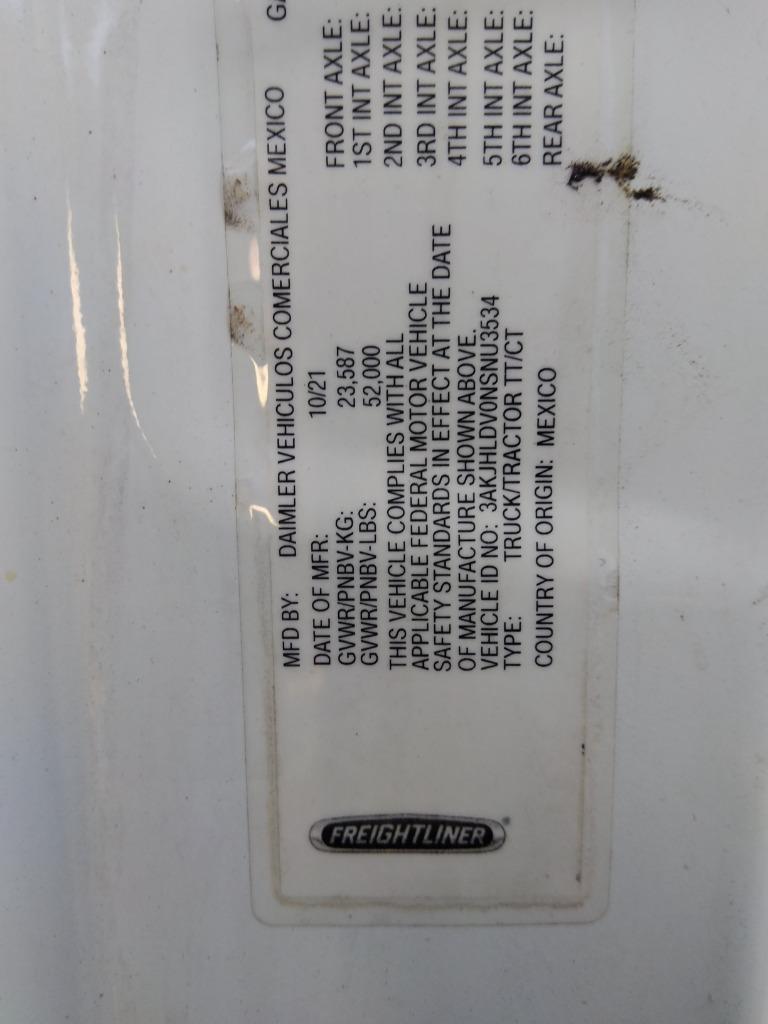 MFD BY: DAIMLER VEHICULOS COMERCIALES MEXICO
DATE OF MFR: 10/21
GVWR/PNBV-KG: 23,587
GVWR/PNBV-LBS: 52,000
THIS VEHICLE COMPLIES WITH ALL
APPLICABLE FEDERAL MOTOR VEHICLE
SAFETY STANDARDS IN EFFECT AT THE DATE
OF MANUFACTURE SHOWN ABOVE.
VEHICLE ID NO: 3AKJHLDV0NSNU3534
TYPE: TRUCK/TRACTOR TT/CT
COUNTRY OF ORIGIN: MEXICO
FRONT AXLE:
1ST INT AXLE:
2ND INT AXLE:
3RD INT AXLE:
4TH INT AXLE:
5TH INT AXLE:
6TH INT AXLE:
REAR AXLE:
FREIGHTLINER®